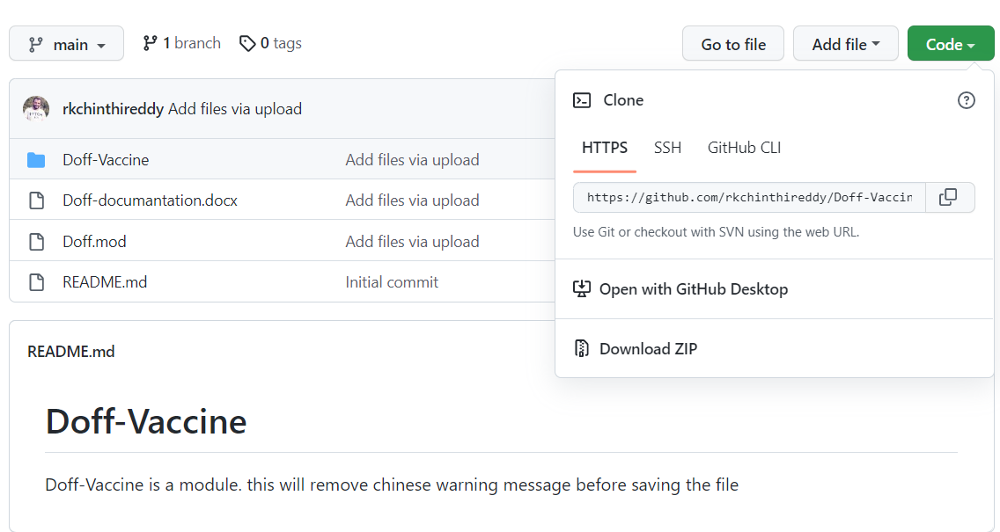 main 1 branch 0 tags Go to file Add file Code
rkchinthireddy Add files via upload
Clone
HTTPS SSH GitHub CLI
Doff-Vaccine Add files via upload
Doff-documantation.docx Add files via upload
https://github.com/rkchinthireddy/Doff-Vaccin
Use Git or checkout with SVN using the web URL.
Doff.mod Add files via upload
README.md Initial commit
Open with GitHub Desktop
Download ZIP
README.md
Doff-Vaccine
Doff-Vaccine is a module. this will remove chinese warning message before saving the file